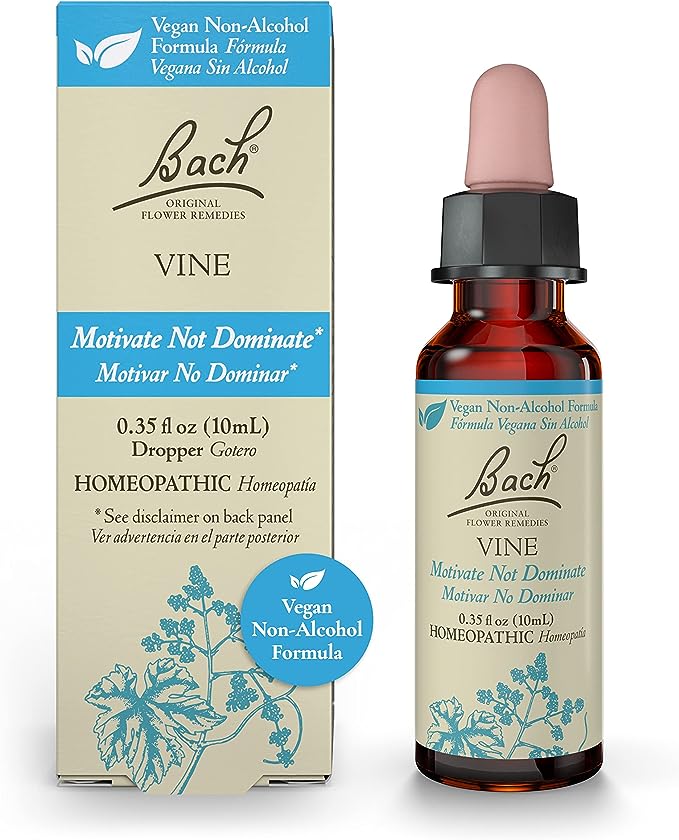 Vegan Non-Alcohol
Formula Fórmula
Vegana Sin Alcohol
Bach®
ORIGINAL
FLOWER REMEDIES
VINE
Motivate Not Dominate*
Motivar No Dominar*
0.35 fl oz (10mL)
Dropper Gotero
HOMEOPATHIC Homeopatía
*See disclaimer on back panel
Ver advertencia en el parte posterior
Vegan
Non-Alcohol
Formula
Vegan Non-Alcohol Formula
Fórmula Vegana Sin Alcohol
Bach®
ORIGINAL
FLOWER REMEDIES
VINE
Motivate Not Dominate
Motivar No Dominar
0.35 fl oz (10mL)
HOMEOPATHIC Homeopatía